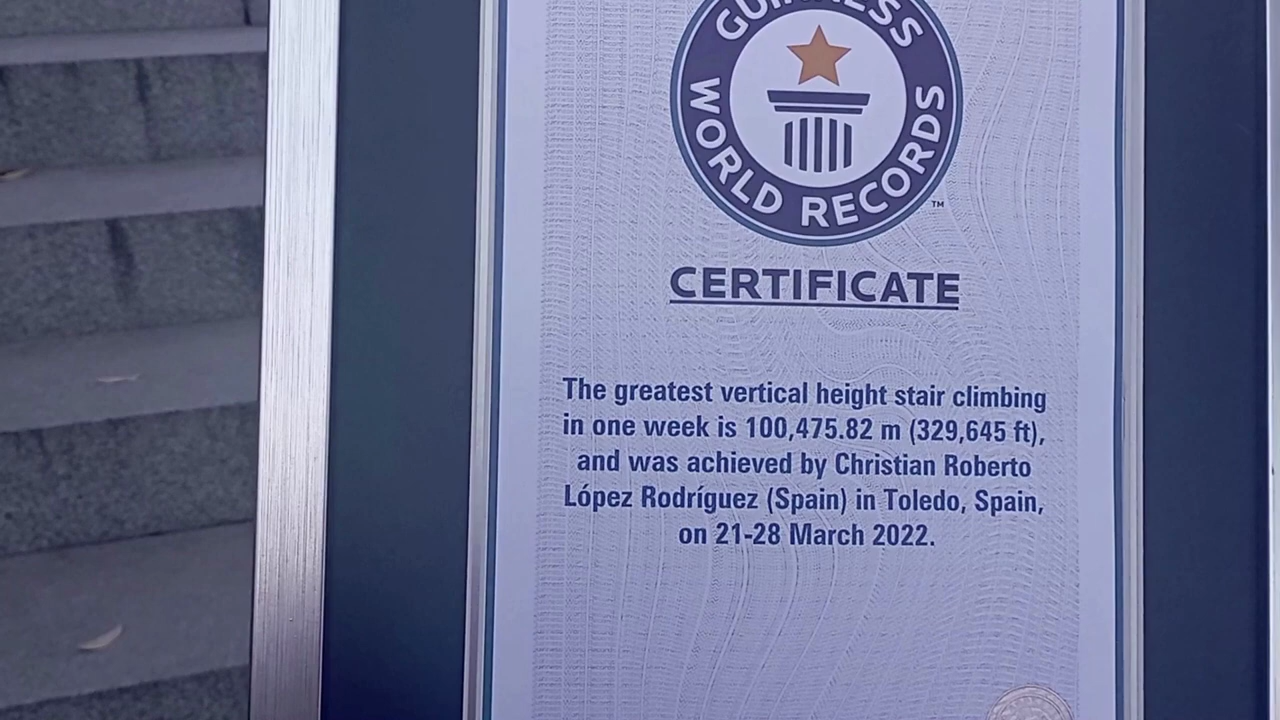 GUINNESS
WORLD RECORDS
™
CERTIFICATE
The greatest vertical height stair climbing
in one week is 100,475.82 m (329,645 ft),
and was achieved by Christian Roberto
López Rodríguez (Spain) in Toledo, Spain,
on 21-28 March 2022.